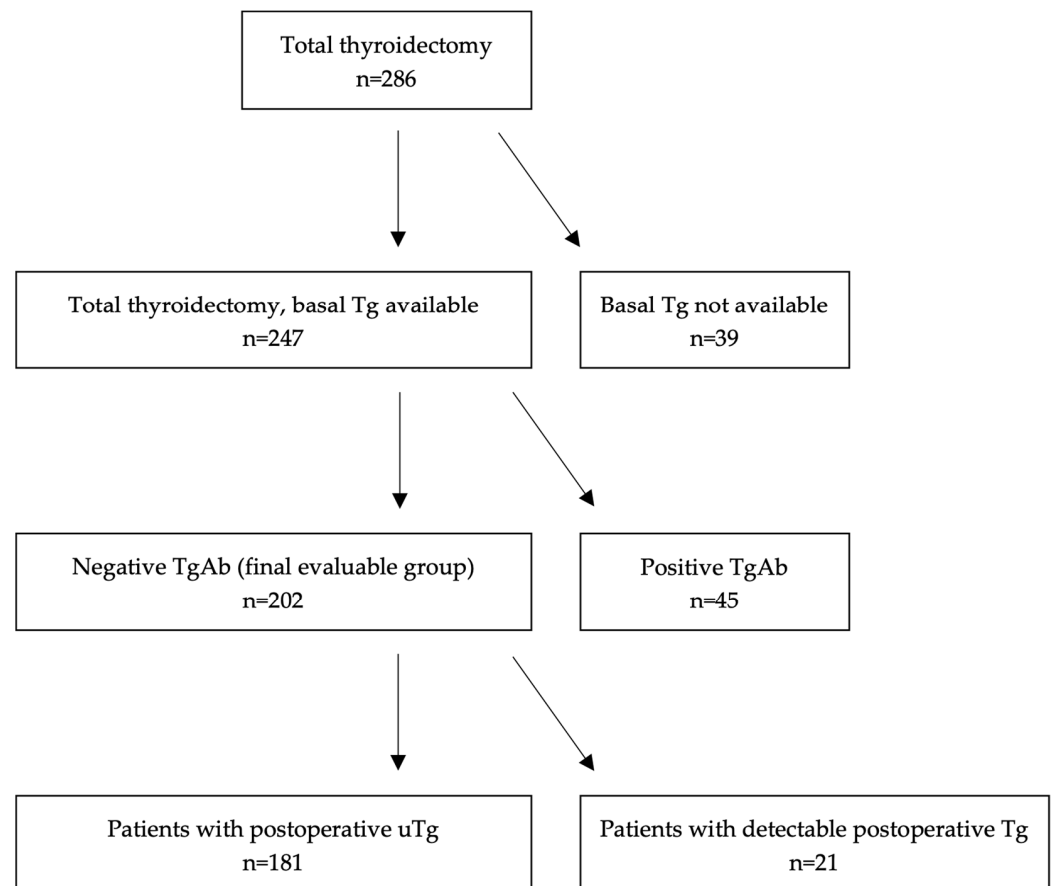 Total thyroidectomy
n=286
Total thyroidectomy, basal Tg available
n=247
Basal Tg not available
n=39
Negative TgAb (final evaluable group)
n=202
Positive TgAb
n=45
Patients with postoperative uTg
n=181
Patients with detectable postoperative Tg
n=21